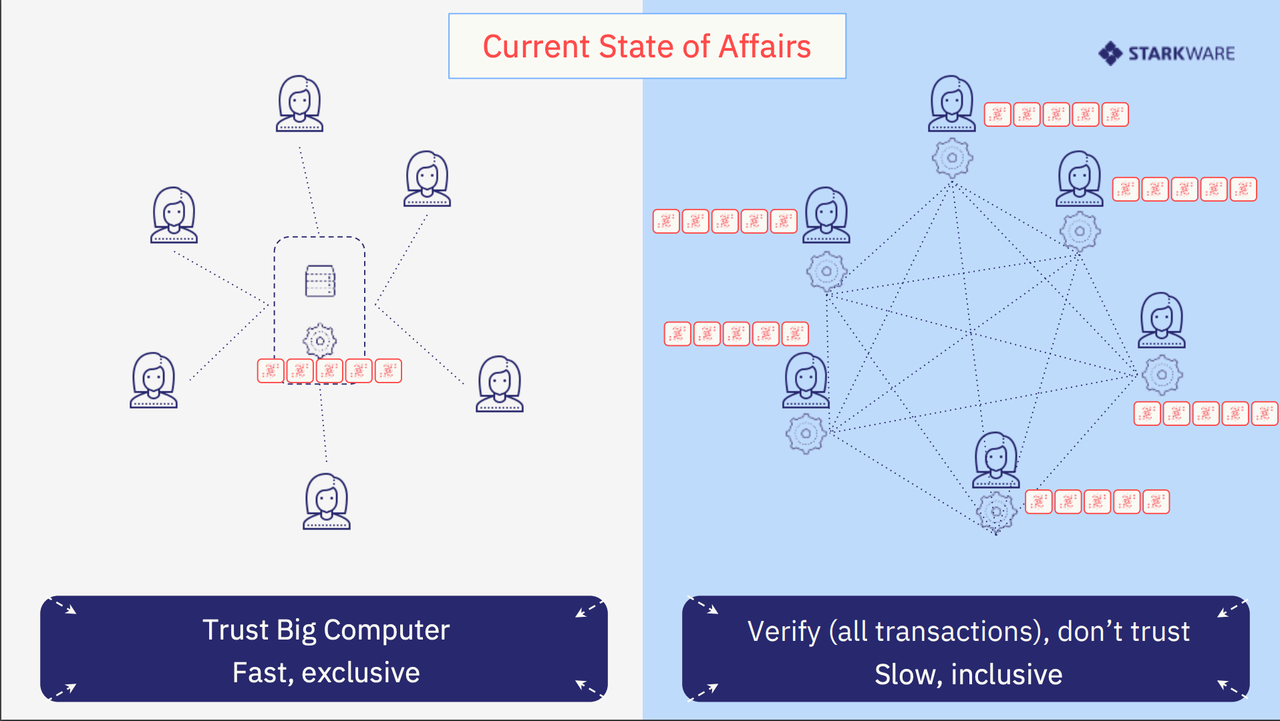 Current State of Affairs
STARKWARE
Trust Big Computer
Fast, exclusive
Verify (all transactions), don’t trust
Slow, inclusive